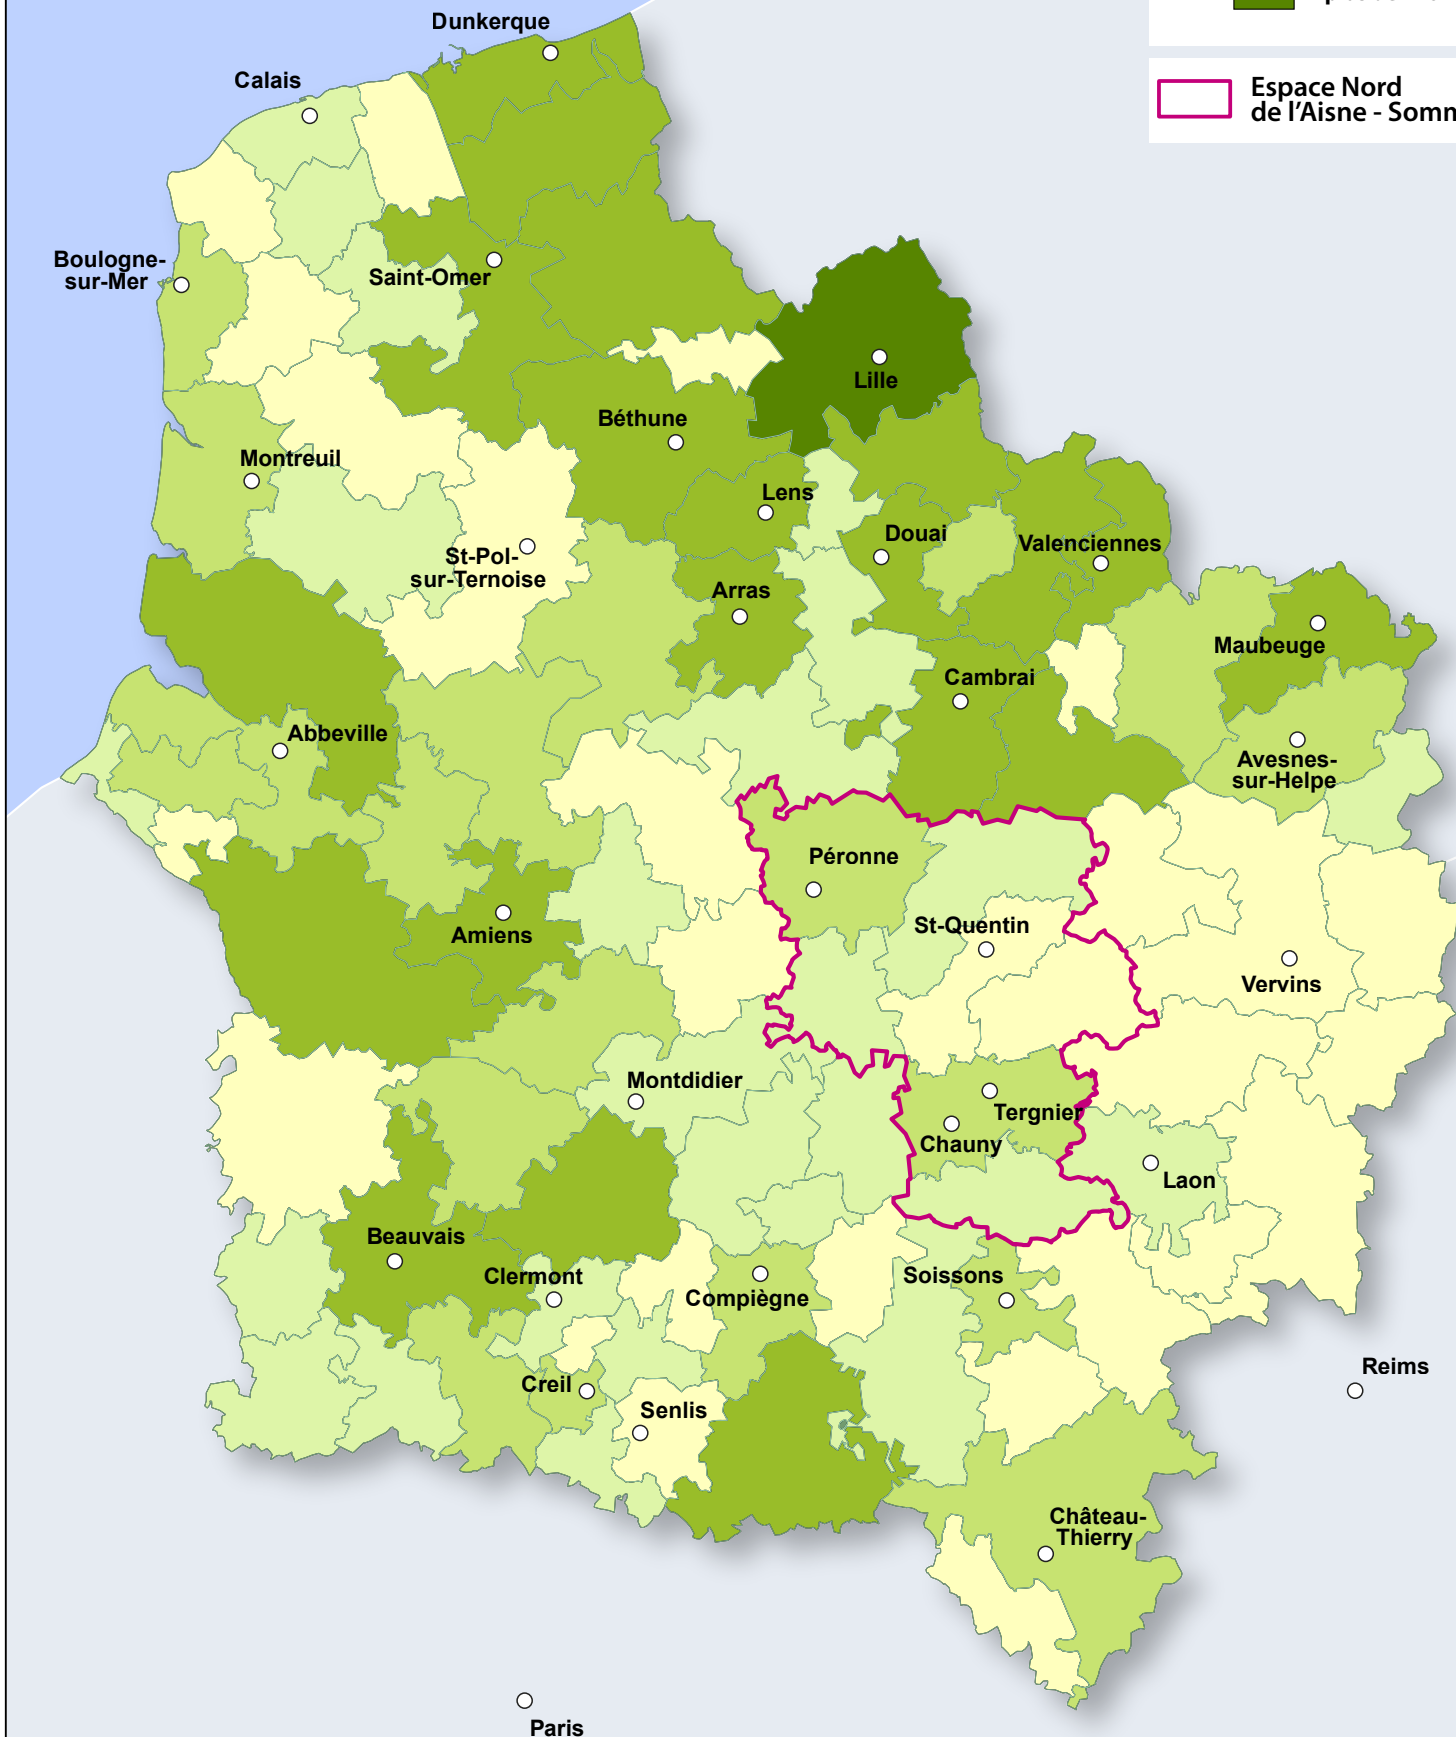 Espace Nord
de l'Aisne - Somm
Dunkerque
Calais
Boulogne-
sur-Mer
Saint-Omer
Lille
Béthune
Montreuil
Lens
Douai
Valenciennes
St-Pol-
sur-Ternoise
Arras
Maubeuge
Cambrai
Abbeville
Avesnes-
sur-Helpe
Péronne
Amiens
St-Quentin
Vervins
Montdidier
Tergnier
Chauny
Laon
Beauvais
Clermont
Compiègne
Soissons
Reims
Creil
Senlis
Château-
Thierry
Paris